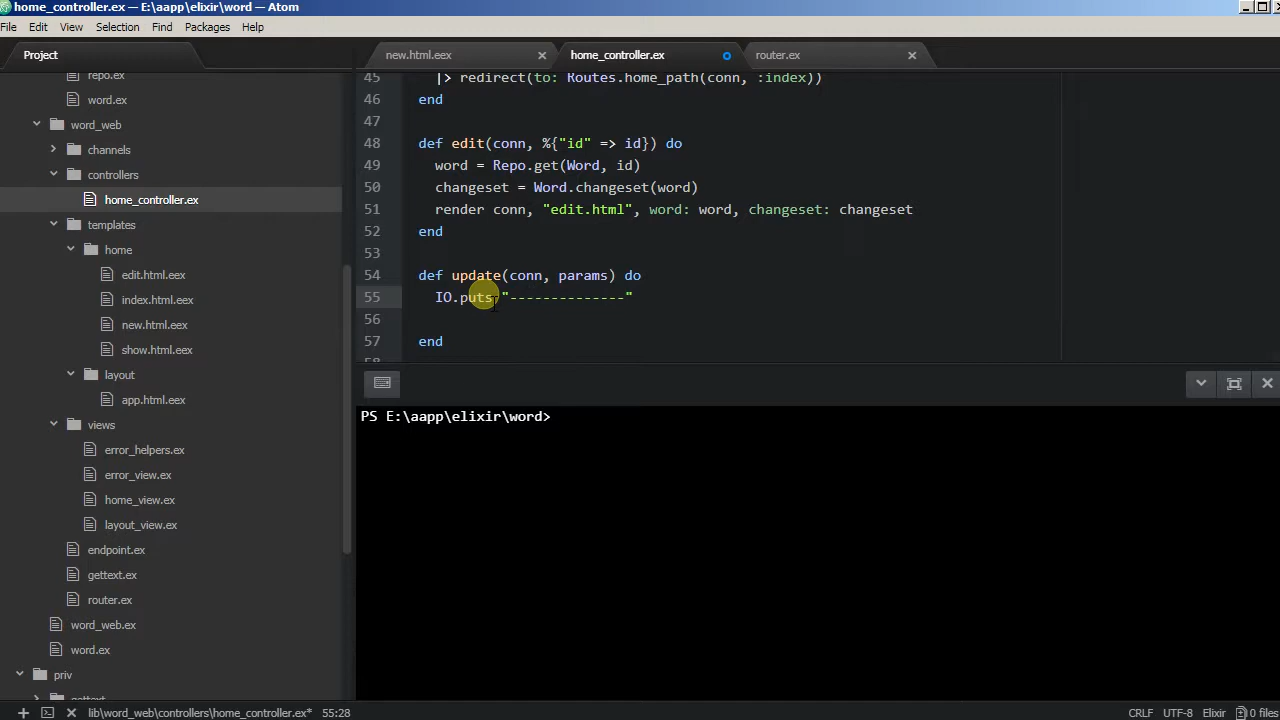 home_controller.ex — E:\aapp\elixir\word — Atom
File Edit View Selection Find Packages Help
Project
new.html.eex
home_controller.ex
router.ex
repo.ex
word.ex
word_web
channels
controllers
home_controller.ex
templates
home
edit.html.eex
index.html.eex
new.html.eex
show.html.eex
layout
app.html.eex
views
error_helpers.ex
error_view.ex
home_view.ex
layout_view.ex
endpoint.ex
gettext.ex
router.ex
word_web.ex
word.ex
priv
gettext
45 |> redirect(to: Routes.home_path(conn, :index))
46 end
47
48 def edit(conn, %{"id" => id}) do
49 word = Repo.get(Word, id)
50 changeset = Word.changeset(word)
51 render conn, "edit.html", word: word, changeset: changeset
52 end
53
54 def update(conn, params) do
55 IO.puts "--------------"
56
57 end
58
PS E:\aapp\elixir\word>
lib\word_web\controllers\home_controller.ex* 55:28
CRLF UTF-8 Elixir 0 files